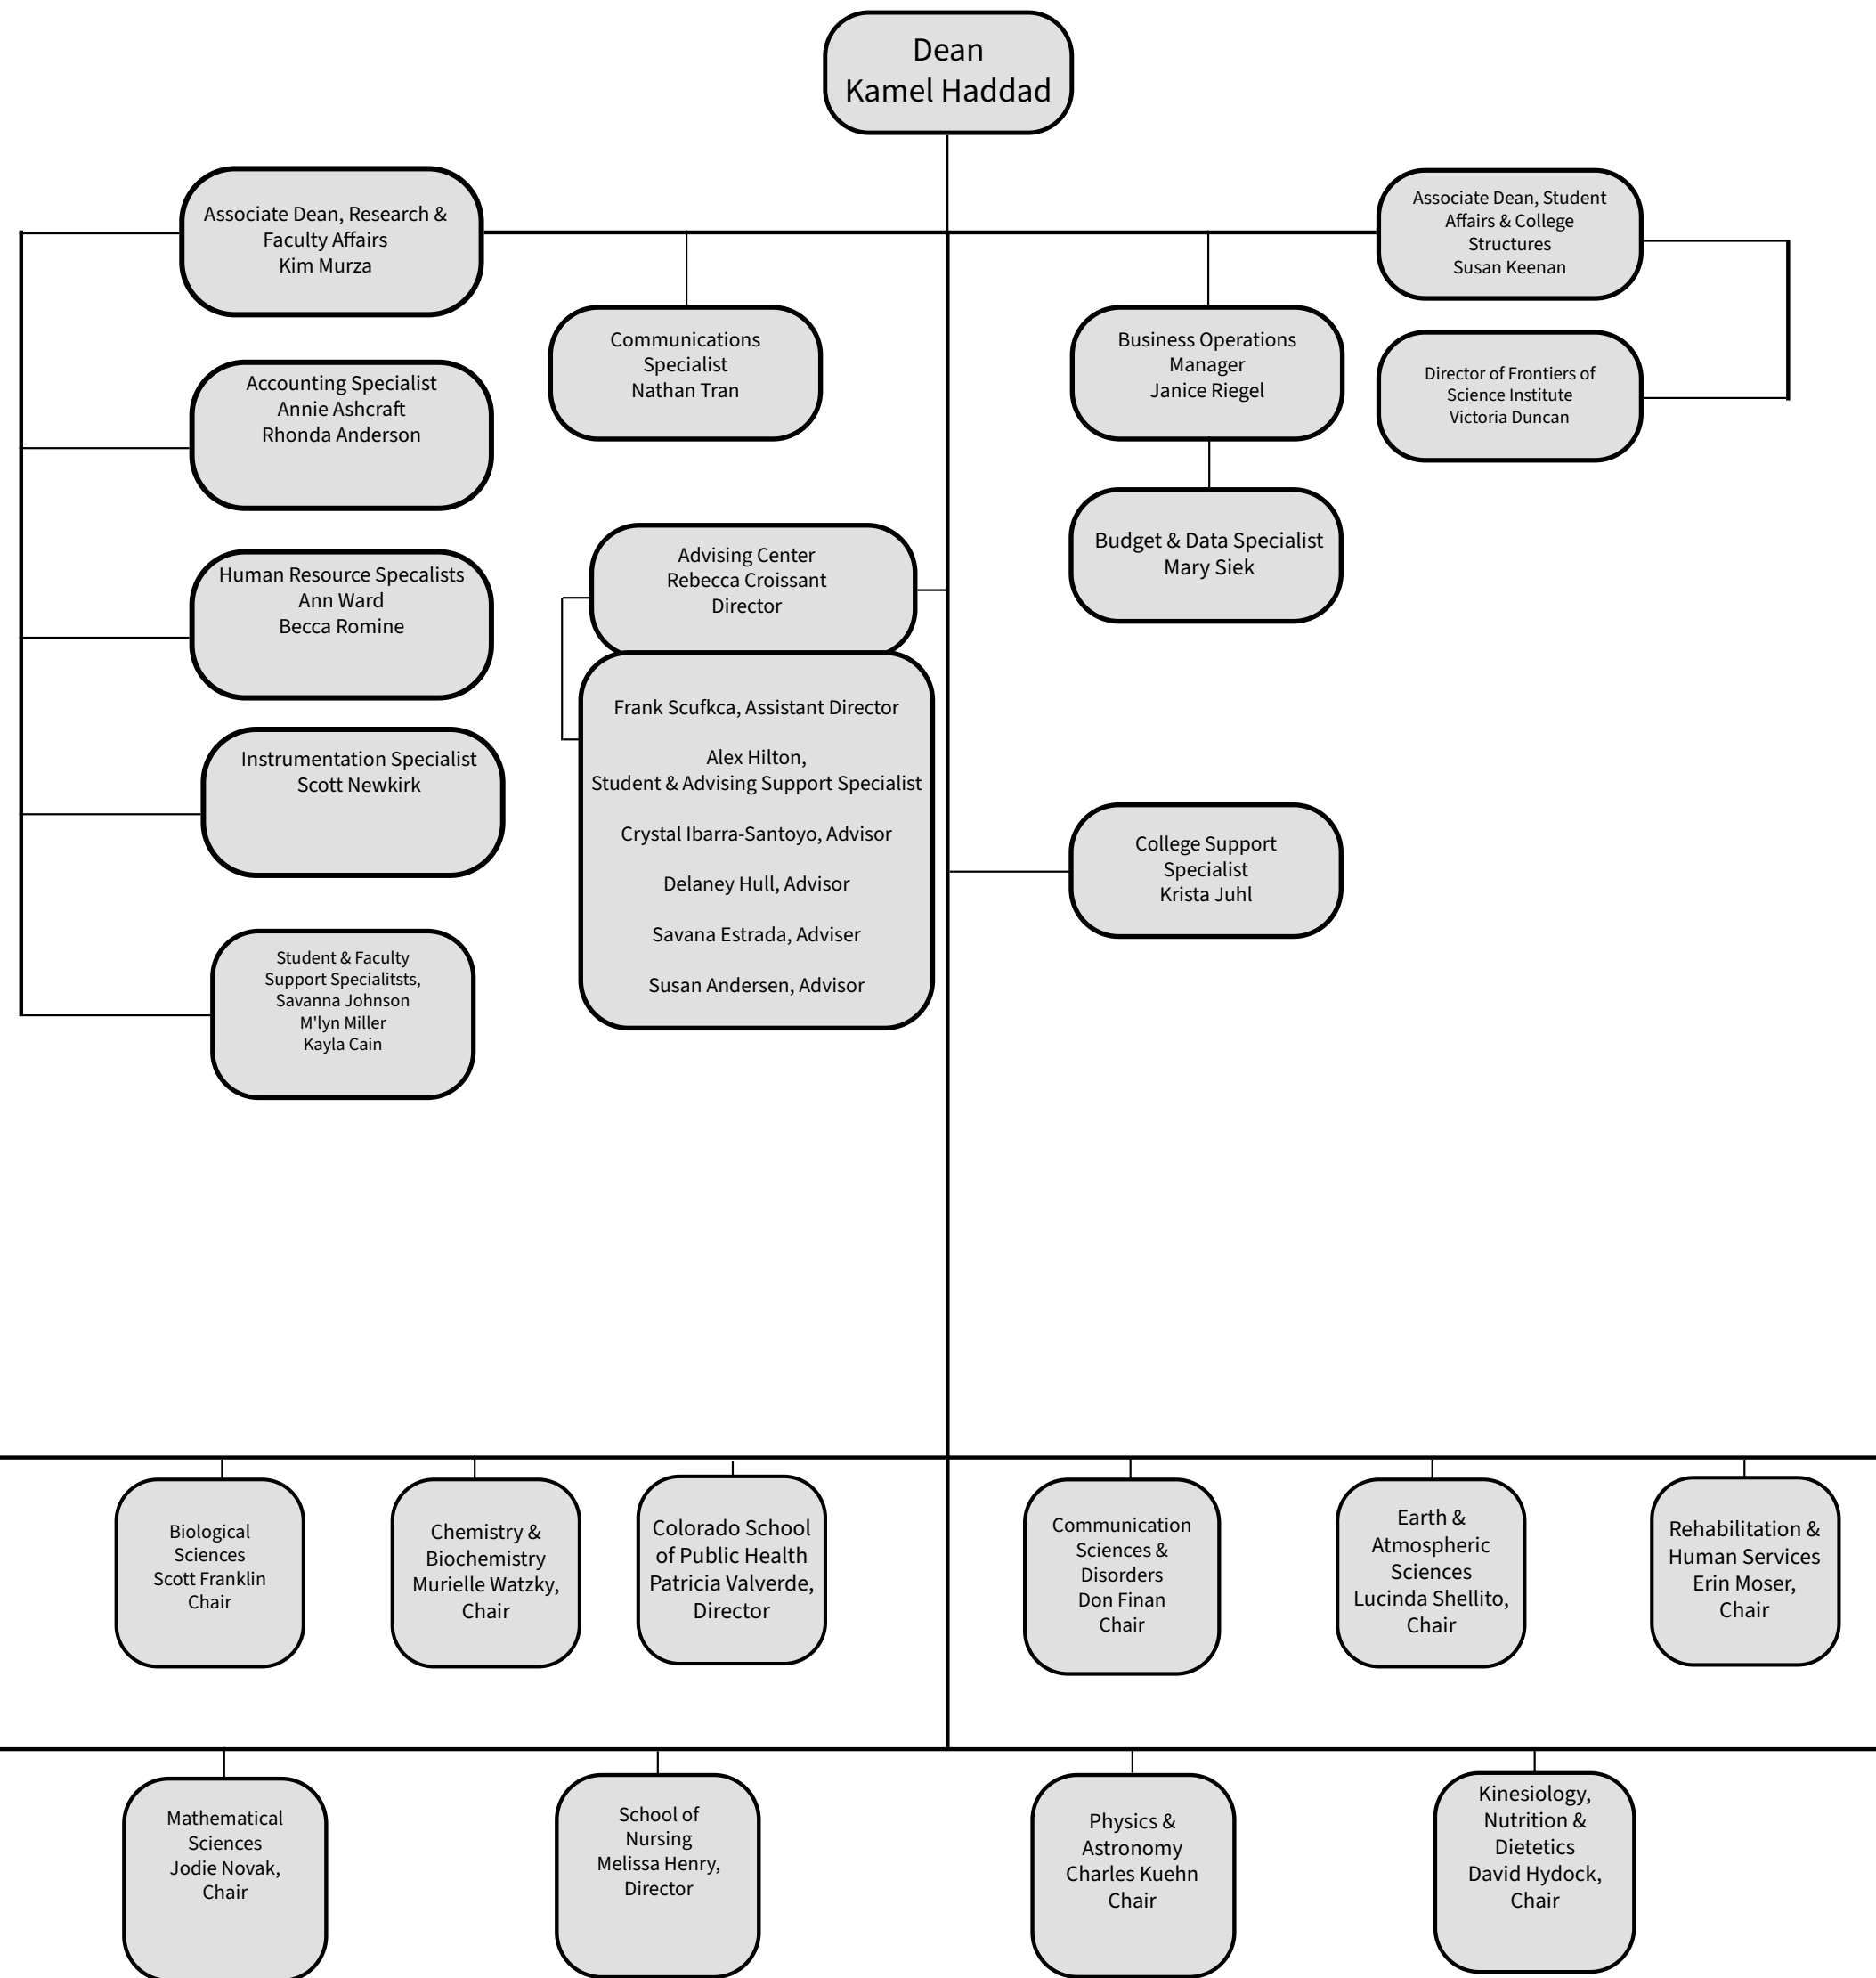 Dean
Kamel Haddad
Associate Dean, Research &
Faculty Affairs
Kim Murza
Associate Dean, Student
Affairs & College
Structures
Susan Keenan
Communications
Specialist
Nathan Tran
Business Operations
Manager
Janice Riegel
Director of Frontiers of
Science Institute
Victoria Duncan
Accounting Specialist
Annie Ashcraft
Rhonda Anderson
Budget & Data Specialist
Mary Siek
Human Resource Specalists
Ann Ward
Becca Romine
Advising Center
Rebecca Croissant
Director
Frank Scufkca, Assistant Director
Alex Hilton,
Student & Advising Support Specialist
Crystal Ibarra-Santoyo, Advisor
Delaney Hull, Advisor
Savana Estrada, Adviser
Susan Andersen, Advisor
Instrumentation Specialist
Scott Newkirk
College Support
Specialist
Krista Juhl
Student & Faculty
Support Specialitsts,
Savanna Johnson
M'lyn Miller
Kayla Cain
Biological
Sciences
Scott Franklin
Chair
Chemistry &
Biochemistry
Murielle Watzky,
Chair
Colorado School
of Public Health
Patricia Valverde,
Director
Communication
Sciences &
Disorders
Don Finan
Chair
Earth &
Atmospheric
Sciences
Lucinda Shellito,
Chair
Rehabilitation &
Human Services
Erin Moser,
Chair
Mathematical
Sciences
Jodie Novak,
Chair
School of
Nursing
Melissa Henry,
Director
Physics &
Astronomy
Charles Kuehn
Chair
Kinesiology,
Nutrition &
Dietetics
David Hydock,
Chair